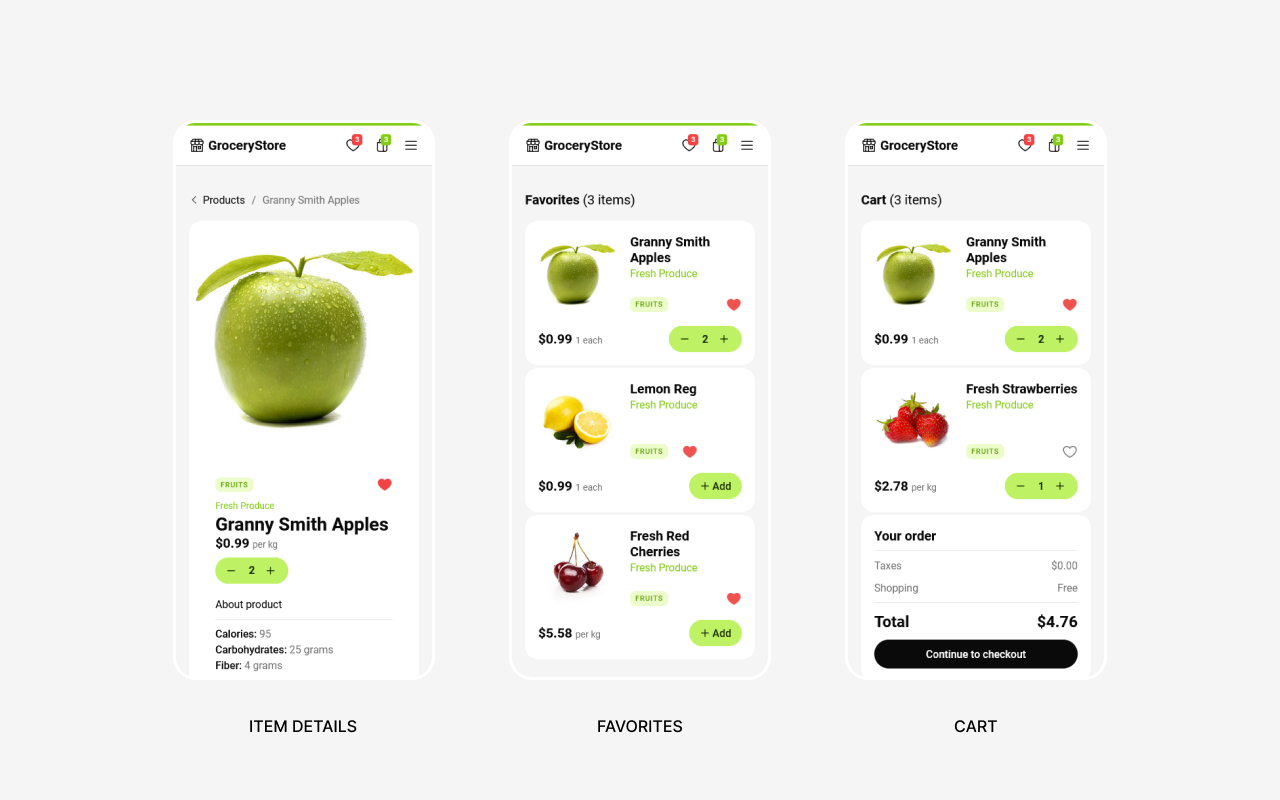 GroceryStore 3 3
Products / Granny Smith Apples
FRUITS
Fresh Produce
Granny Smith Apples
$0.99 per kg
− 2 +
About product
Calories: 95
Carbohydrates: 25 grams
Fiber: 4 grams
ITEM DETAILS
GroceryStore 3 3
Favorites (3 items)
Granny Smith
Apples
Fresh Produce
FRUITS
$0.99 1 each
− 2 +
Lemon Reg
Fresh Produce
FRUITS
$0.99 1 each
+ Add
Fresh Red
Cherries
Fresh Produce
FRUITS
$5.58 per kg
+ Add
FAVORITES
GroceryStore 3 3
Cart (3 items)
Granny Smith
Apples
Fresh Produce
FRUITS
$0.99 1 each
− 2 +
Fresh Strawberries
Fresh Produce
FRUITS
$2.78 per kg
− 1 +
Your order
Taxes $0.00
Shopping Free
Total $4.76
Continue to checkout
CART